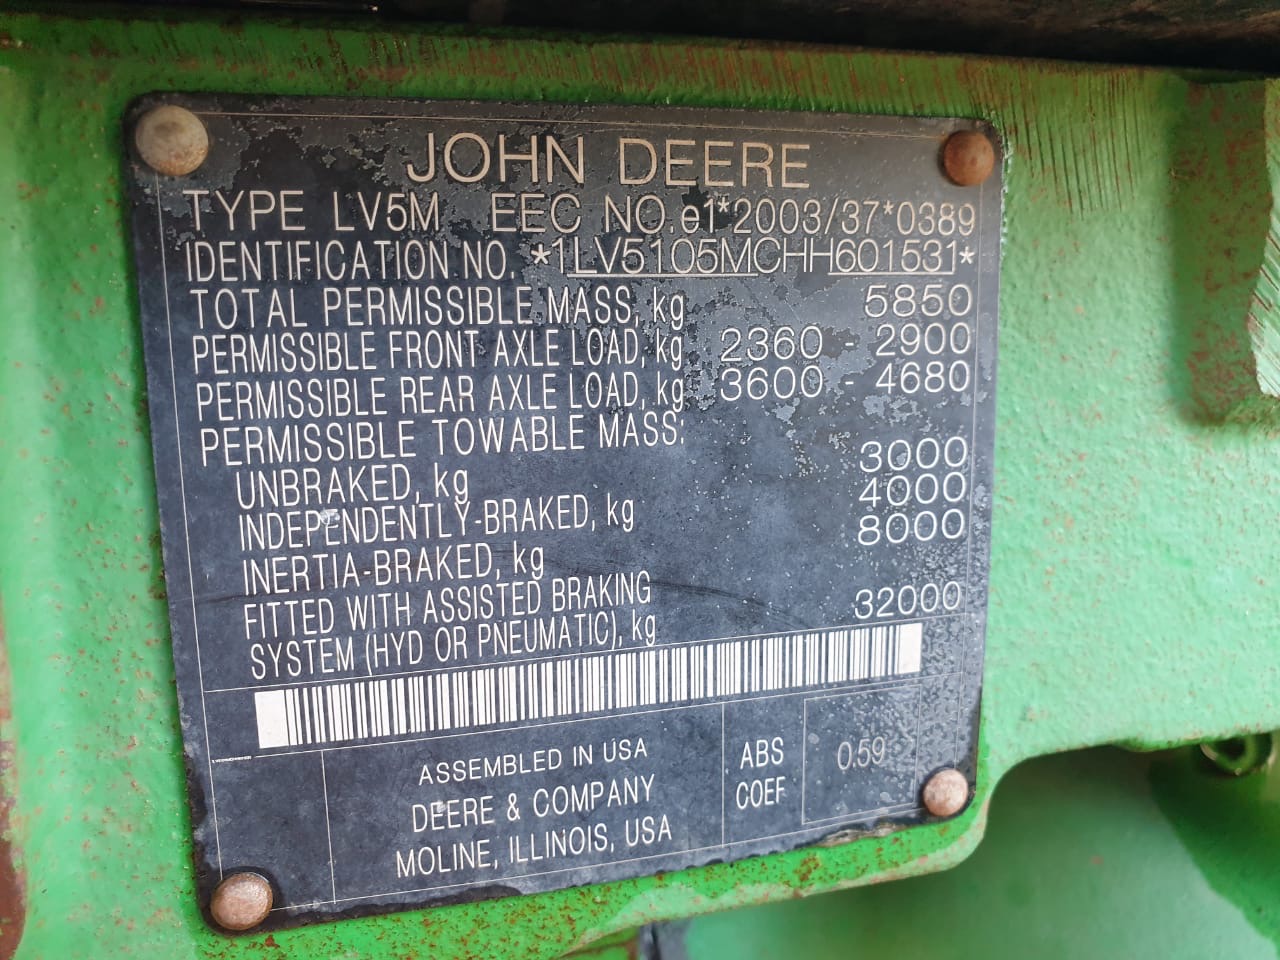 JOHN DEERE
TYPE LV5M EEC NO. e1*2003/37*0389
IDENTIFICATION NO. *1LV5105MCHH601531*
TOTAL PERMISSIBLE MASS, kg 5850
PERMISSIBLE FRONT AXLE LOAD, kg 2360 - 2900
PERMISSIBLE REAR AXLE LOAD, kg 3600 - 4680
PERMISSIBLE TOWABLE MASS:
UNBRAKED, kg 3000
INDEPENDENTLY-BRAKED, kg 4000
INERTIA-BRAKED, kg 8000
FITTED WITH ASSISTED BRAKING
SYSTEM (HYD OR PNEUMATIC), kg 32000
ASSEMBLED IN USA
DEERE & COMPANY
MOLINE, ILLINOIS, USA
ABS
COEF
0.59